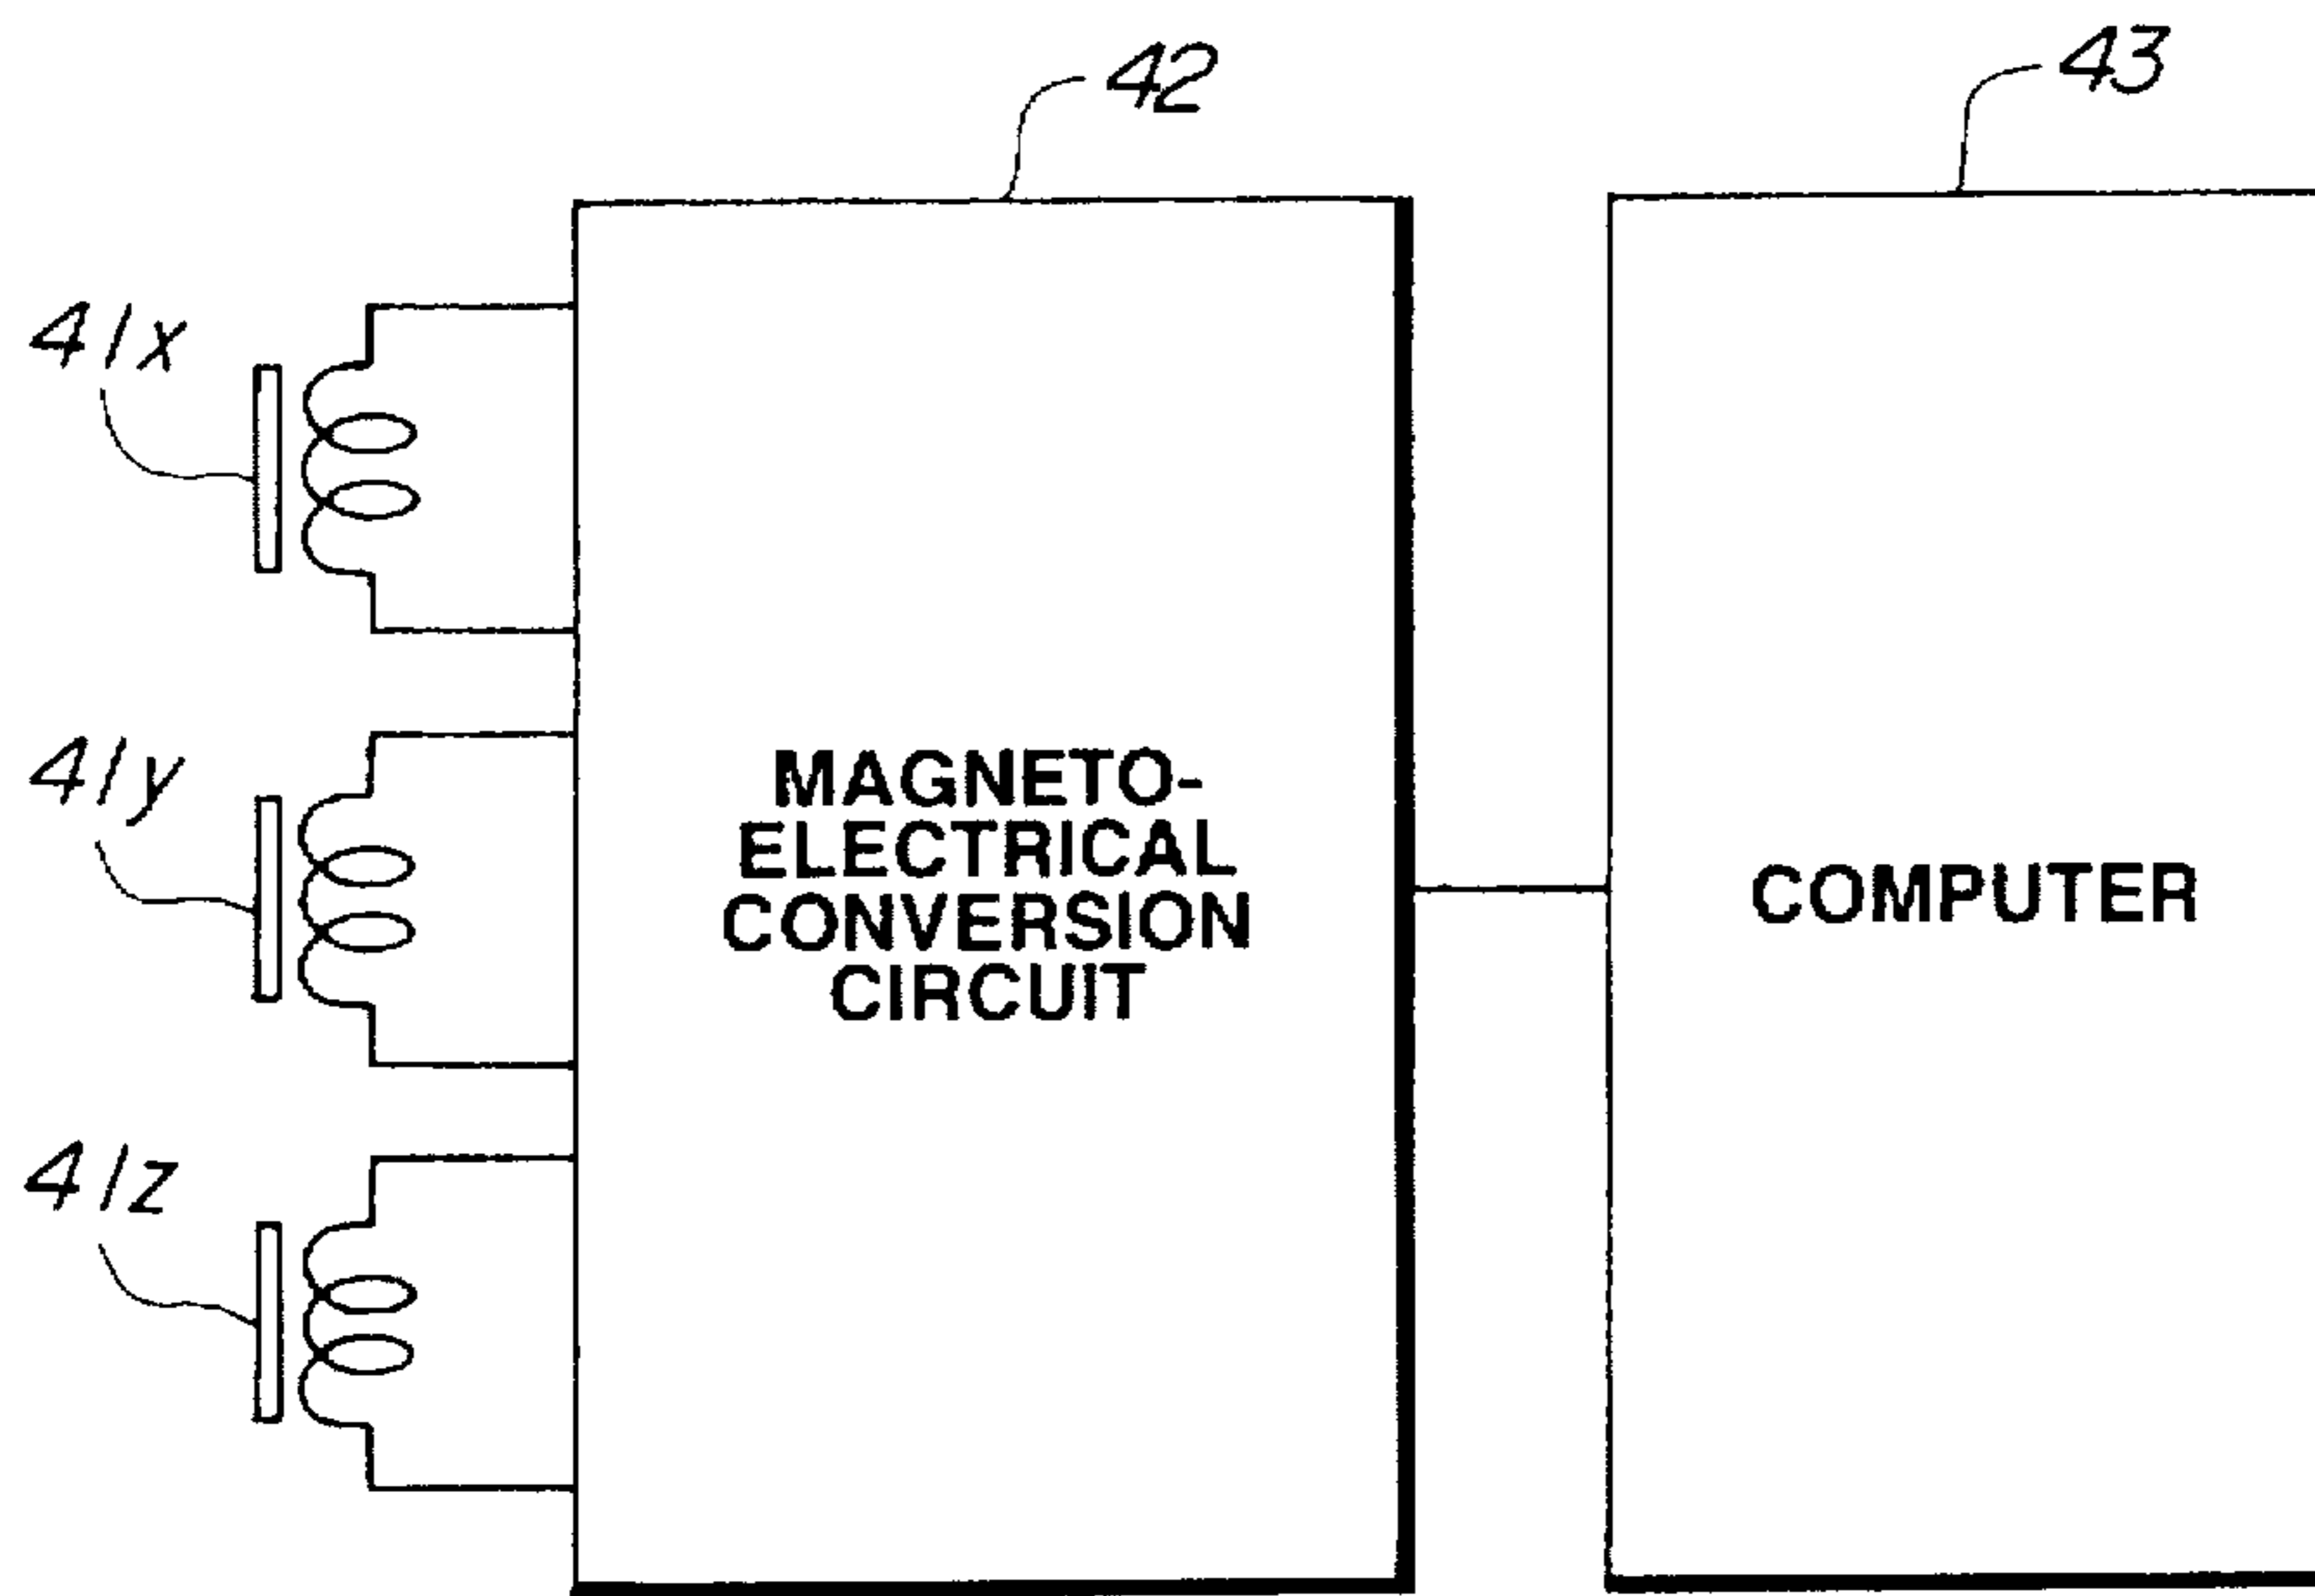 42
43
41x
41y
41z
MAGNETO-
ELECTRICAL
CONVERSION
CIRCUIT
COMPUTER